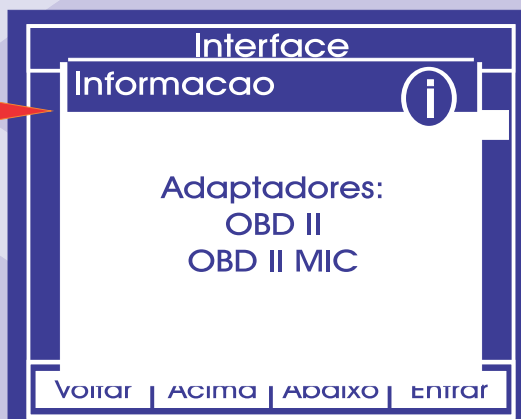 Interface
Informacao
i
Adaptadores:
OBD II
OBD II MIC
Voltar Acima Abaixo Entrar